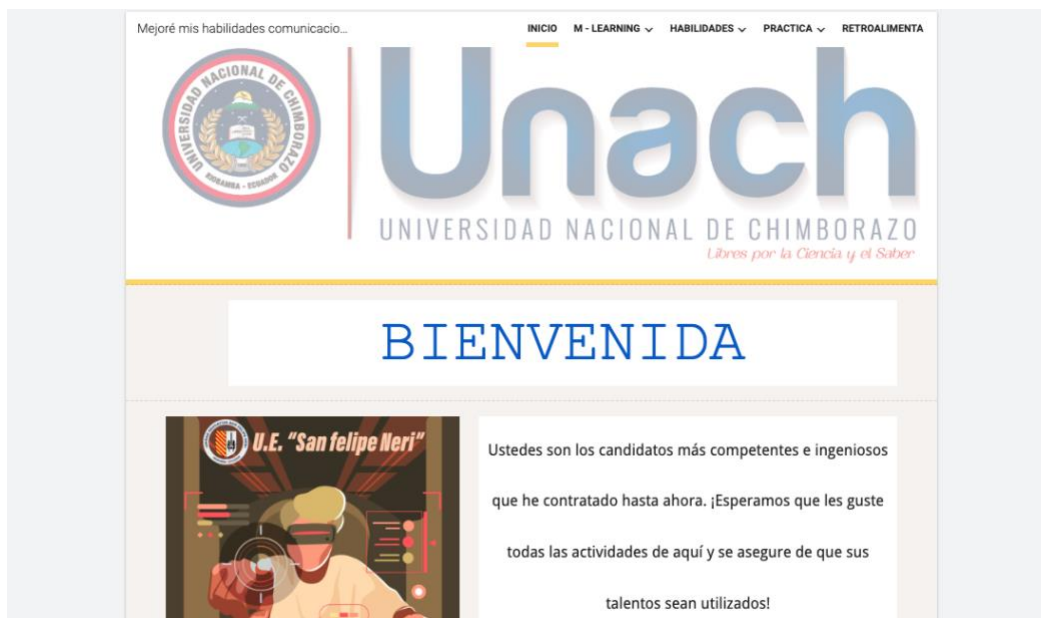 Mejoré mis habilidades comunicacio...
INICIO M - LEARNING HABILIDADES PRACTICA RETROALIMENTA
UNIVERSIDAD NACIONAL DE CHIMBORAZO
RIOBAMBA - ECUADOR
Unach
UNIVERSIDAD NACIONAL DE CHIMBORAZO
Libres por la Ciencia y el Saber
BIENVENIDA
U.E. "San felipe Neri"
Ustedes son los candidatos más competentes e ingeniosos
que he contratado hasta ahora. ¡Esperamos que les guste
todas las actividades de aquí y se asegure de que sus
talentos sean utilizados!